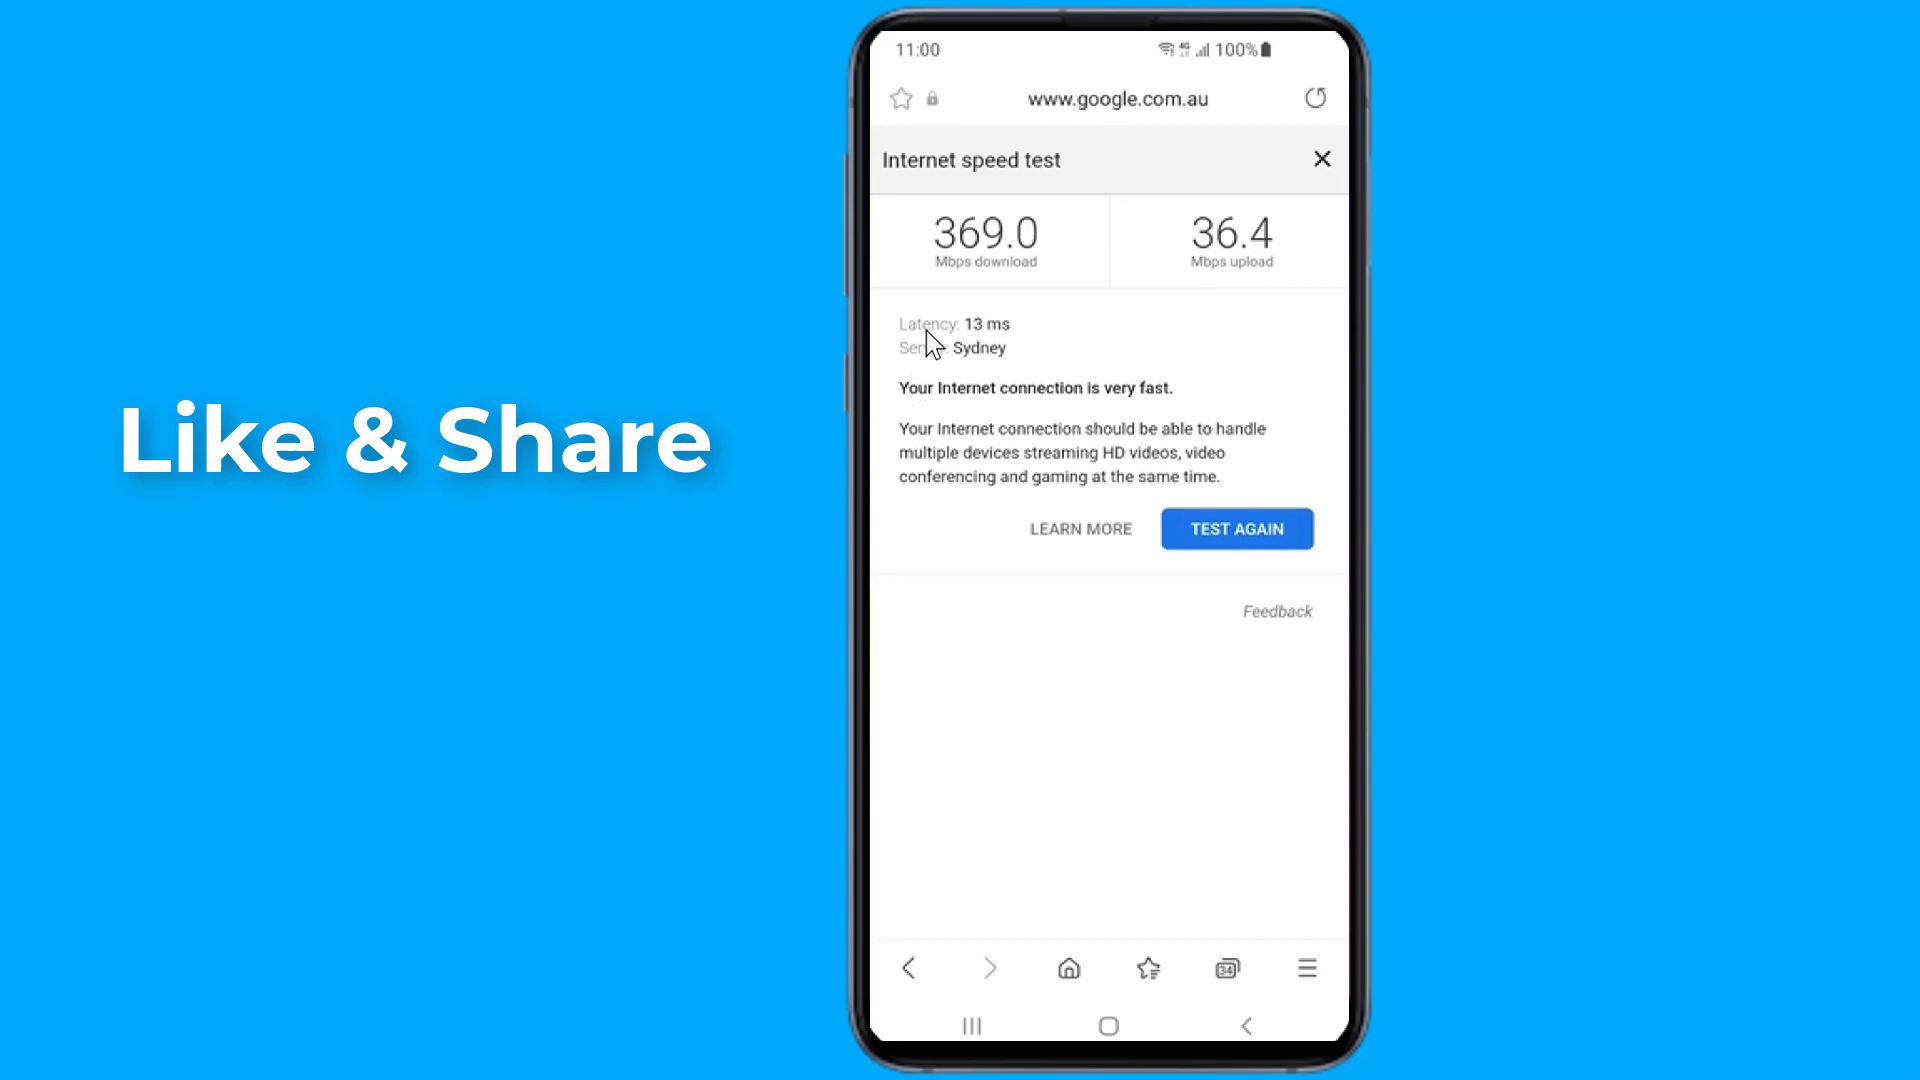 Like & Share
11:00
4G
100%
www.google.com.au
Internet speed test
369.0
Mbps download
36.4
Mbps upload
Latency: 13 ms
Sydney
Your Internet connection is very fast.
Your Internet connection should be able to handle
multiple devices streaming HD videos, video
conferencing and gaming at the same time.
LEARN MORE
TEST AGAIN
Feedback
34